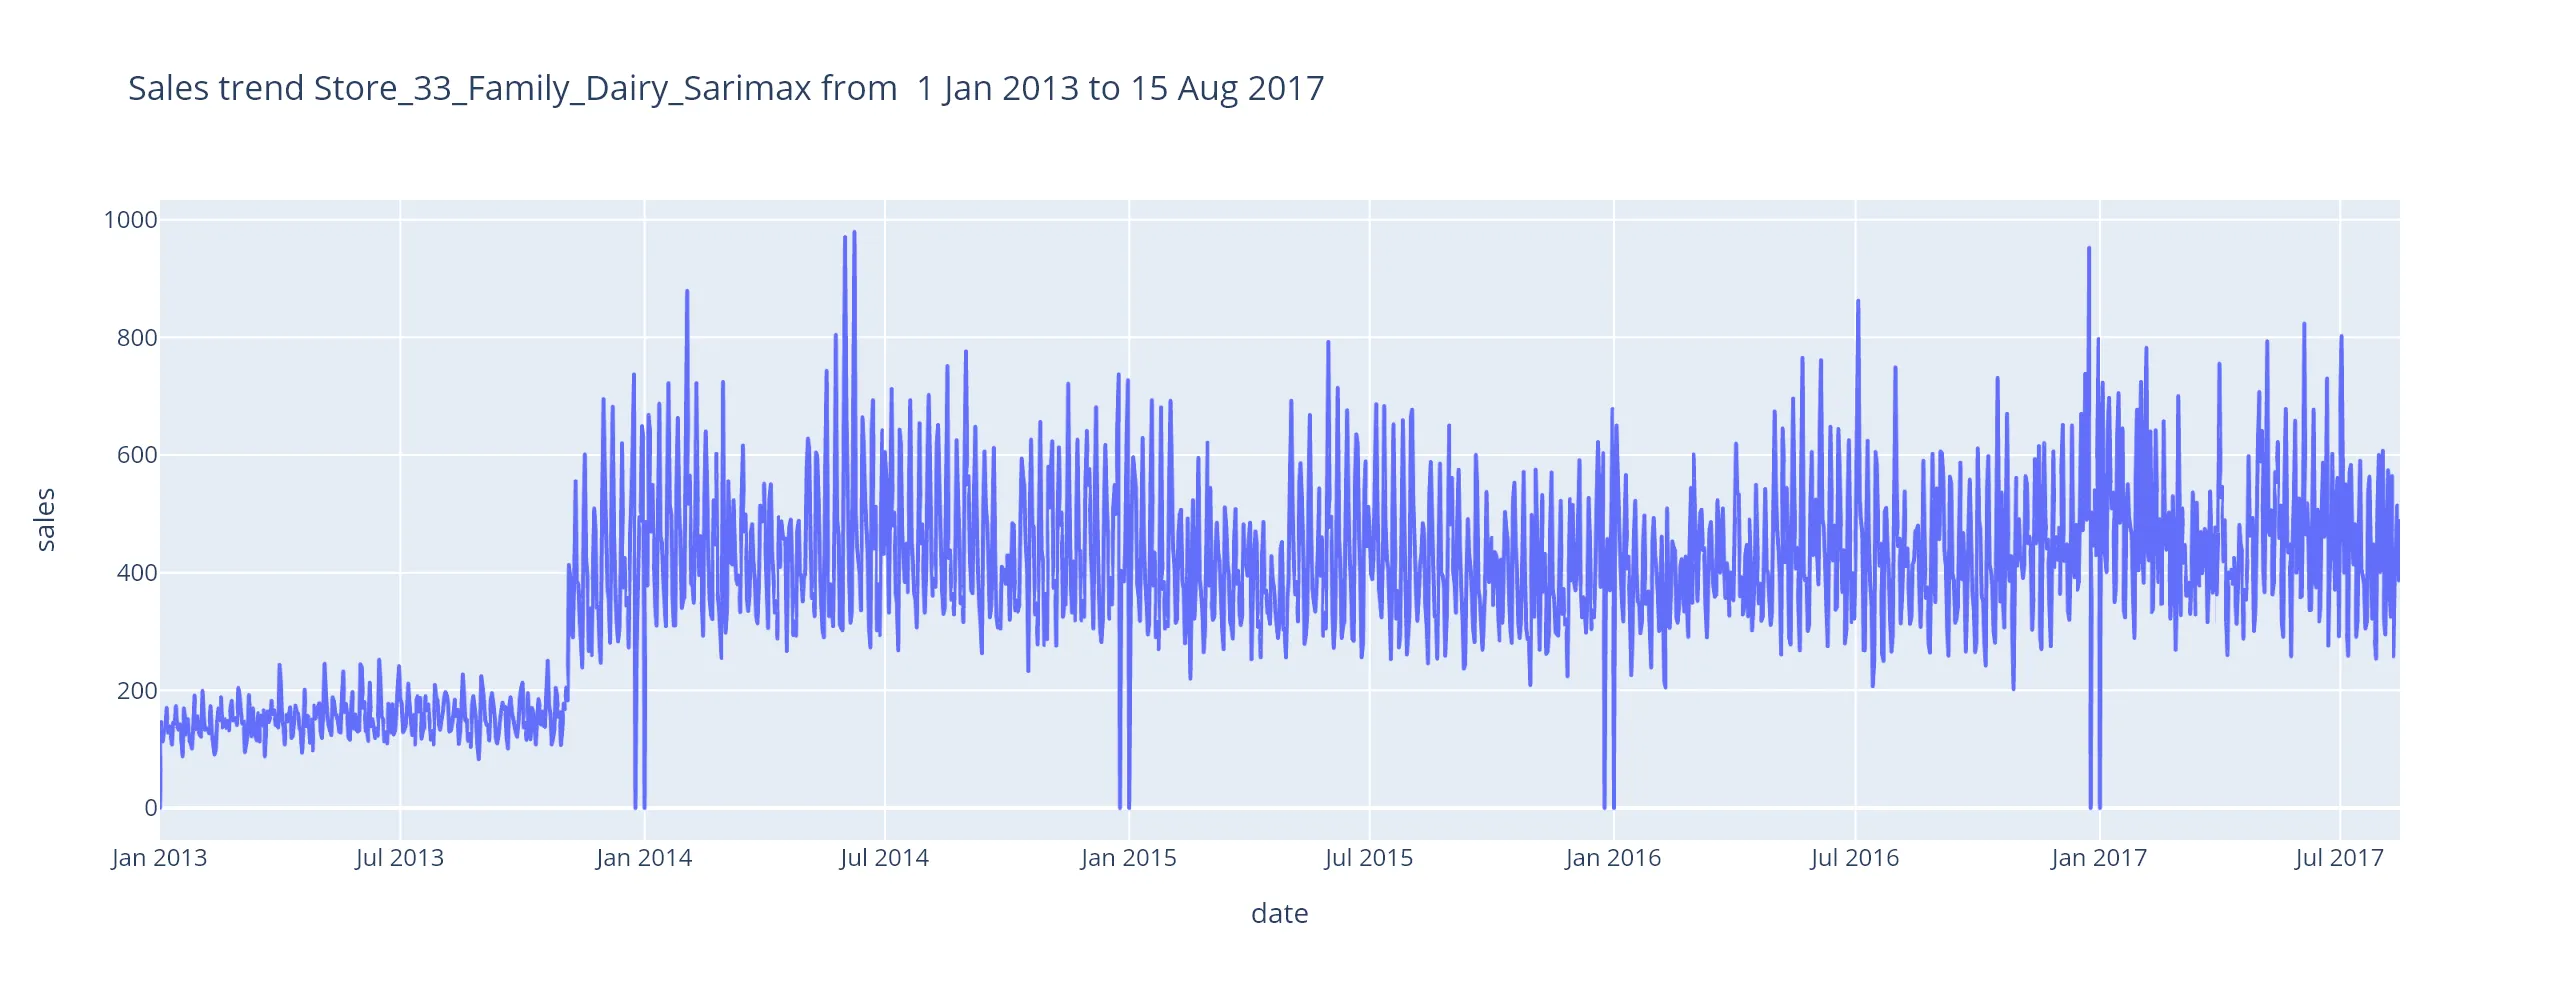 Sales trend Store_33_Family_Dairy_Sarimax from  1 Jan 2013 to 15 Aug 2017
1000
800
600
400
200
0
sales
Jan 2013 Jul 2013 Jan 2014 Jul 2014 Jan 2015 Jul 2015 Jan 2016 Jul 2016 Jan 2017 Jul 2017
date